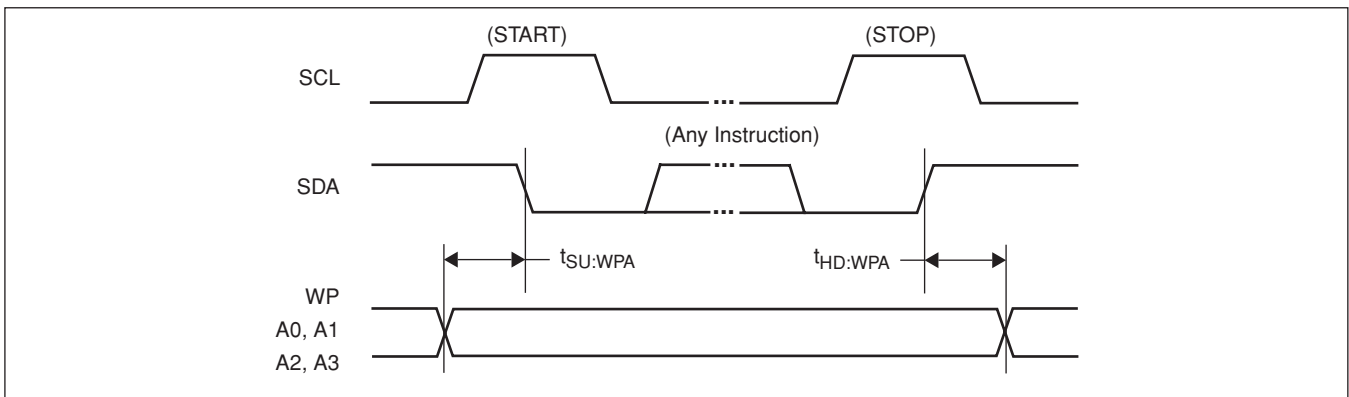 (START) (STOP)
SCL
(Any Instruction)
SDA
tSU:WPA tHD:WPA
WP
A0, A1
A2, A3